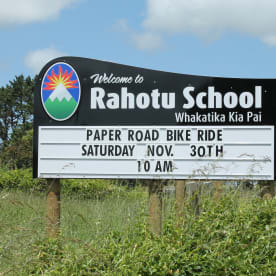 Welcome to
Rahotu School
Whakatika Kia Pai
PAPER ROAD BIKE RIDE
SATURDAY NOV. 30TH
10 AM